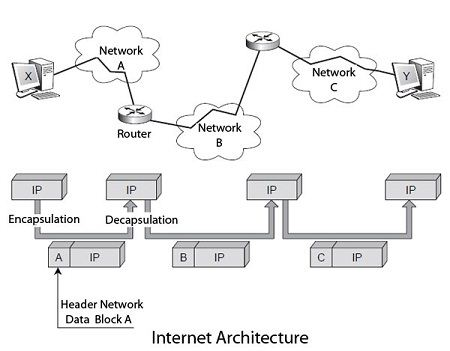 Network
A
X
Network
C
Y
Router
Network
B
IP
IP
IP
IP
Encapsulation
Decapsulation
A IP
B IP
C IP
Header Network
Data Block A
Internet Architecture